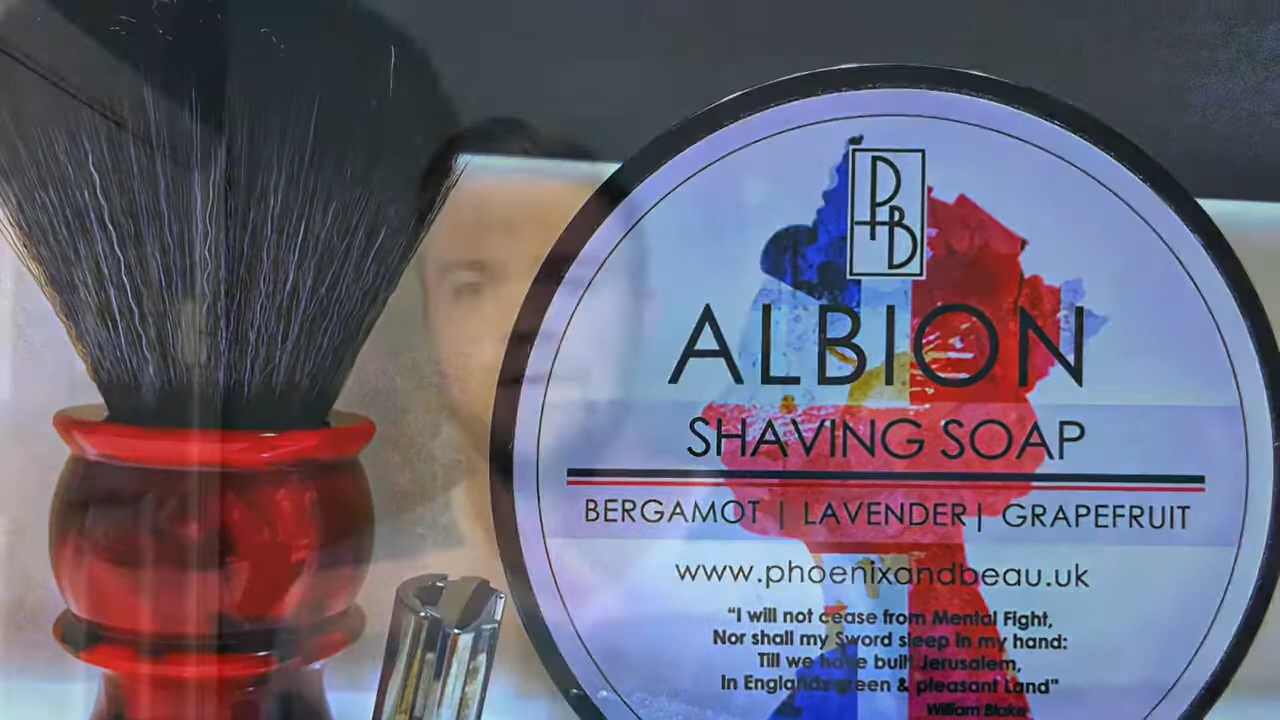 PB
ALBION
SHAVING SOAP
BERGAMOT | LAVENDER | GRAPEFRUIT
www.phoenixandbeau.uk
"I will not cease from Mental Fight,
Nor shall my Sword sleep in my hand:
Till we have built Jerusalem,
In Englands green & pleasant Land"
William Blake